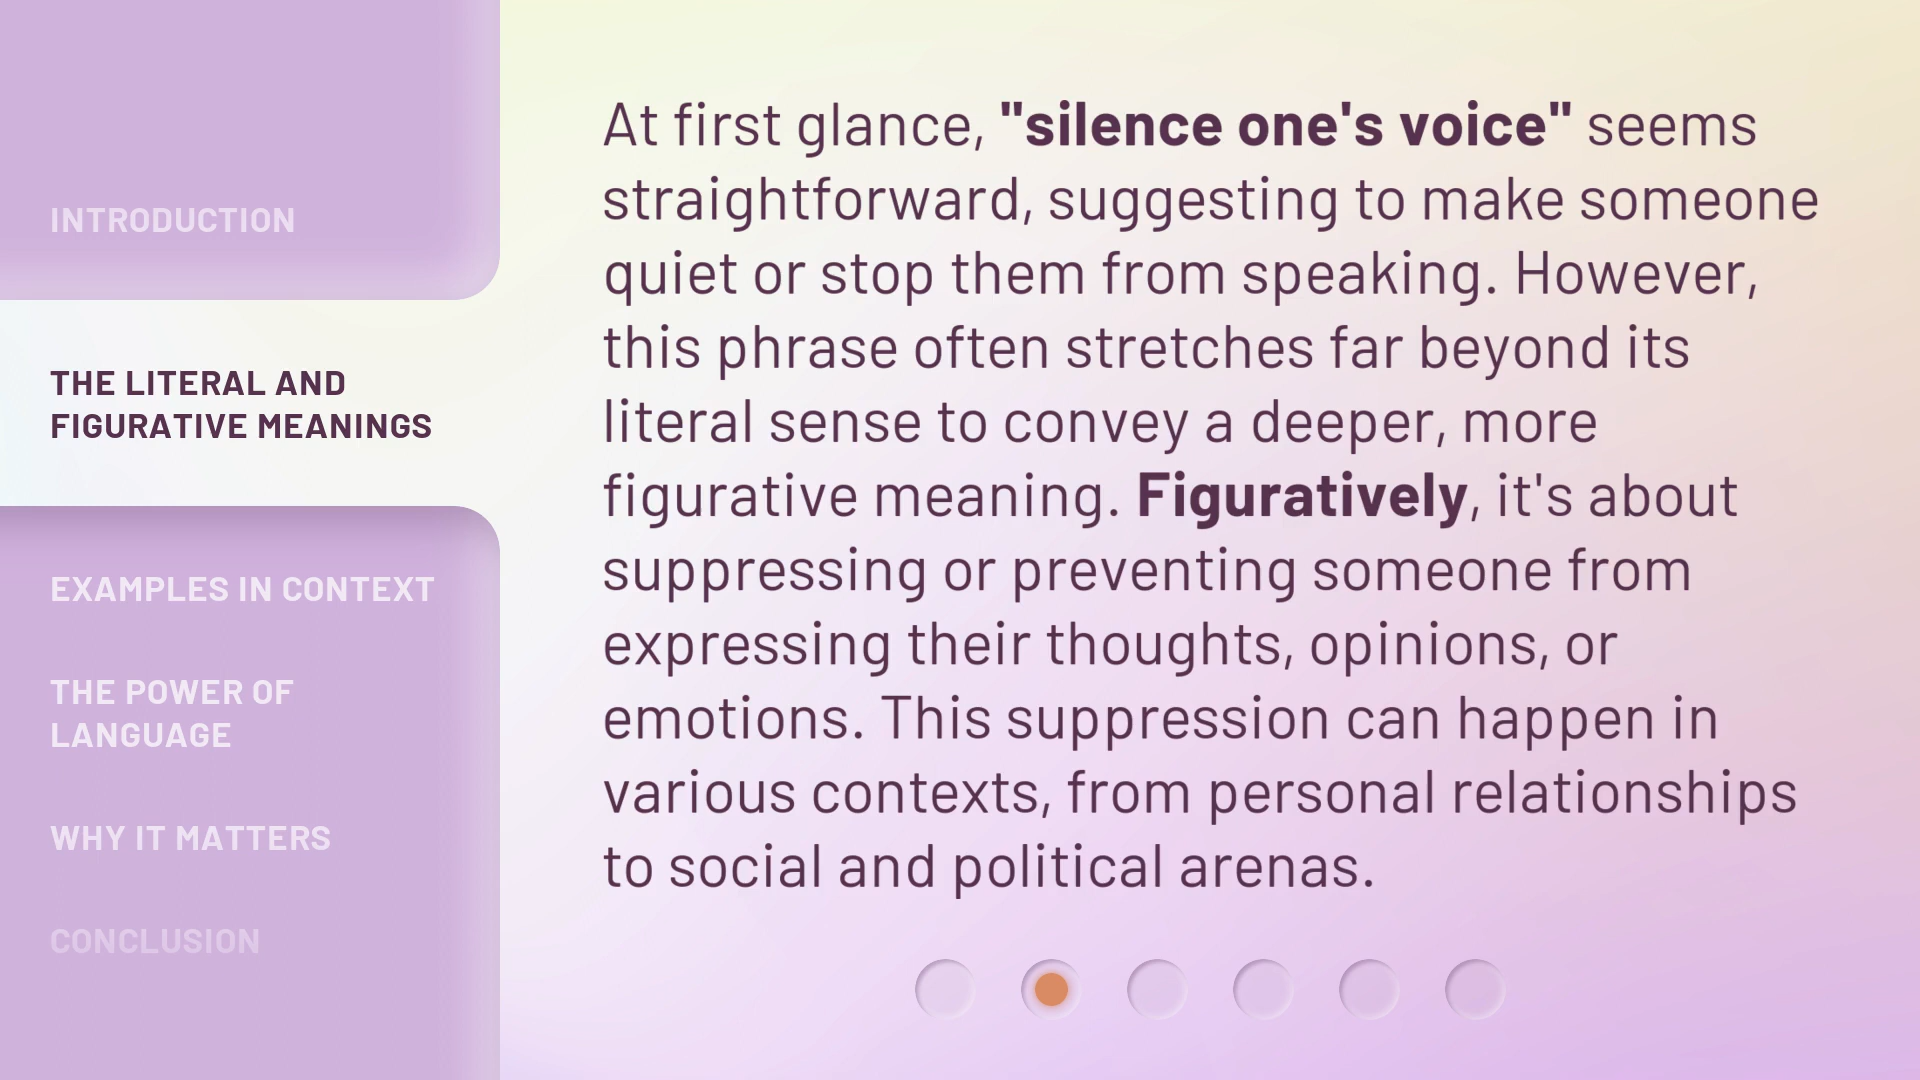 INTRODUCTION
THE LITERAL AND
FIGURATIVE MEANINGS
EXAMPLES IN CONTEXT
THE POWER OF
LANGUAGE
WHY IT MATTERS
CONCLUSION
At first glance, "silence one's voice" seems
straightforward, suggesting to make someone
quiet or stop them from speaking. However,
this phrase often stretches far beyond its
literal sense to convey a deeper, more
figurative meaning. Figuratively, it's about
suppressing or preventing someone from
expressing their thoughts, opinions, or
emotions. This suppression can happen in
various contexts, from personal relationships
to social and political arenas.